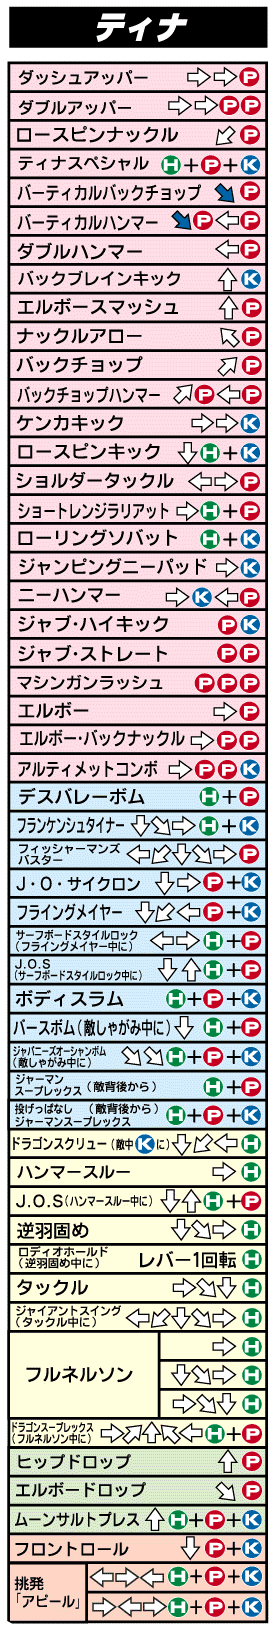 ティナ
ダッシュアッパー ⇨⇨P
ダブルアッパー ⇨⇨PP
ロースピンナックル ⬃P
ティナスペシャル H+P+K
バーティカルバックチョップ ⬊P
バーティカルハンマー ⬊P⇦P
ダブルハンマー ⇦P
バックブレインキック ⇧K
エルボースマッシュ ⇧P
ナックルアロー ⬁P
バックチョップ ⬀P
バックチョップハンマー ⬀P⇦P
ケンカキック ⇨⇨K
ロースピンキック ⇩H+K
ショルダータックル ⇦⇨P
ショートレンジラリアット ⇨H+P
ローリングソバット H+K
ジャンピングニーパッド ⇨K
ニーハンマー ⇨K⇦P
ジャブ・ハイキック PK
ジャブ・ストレート PP
マシンガンラッシュ PPP
エルボー ⇨P
エルボー・バックナックル ⇨PP
アルティメットコンボ ⇨PPK
デスバレーボム H+P
フランケンシュタイナー ⇩⬂⇨H+K
フィッシャーマンズ
バスター ⇦⬃⇩⬂⇨P
J・O・サイクロン ⇩⇨P+K
フライングメイヤー ⇩⬃⇦P+K
サーフボードスタイルロック
(フライングメイヤー中に) ⇦⇨H+P
J.O.S
(サーフボードスタイルロック中に) ⇩⇧H+P
ボディスラム H+P+K
パースボム(敵しゃがみ中に)⇩ H+P
ジャパニーズオーシャンボム
(敵しゃがみ中に) ⬂⬂H+P+K
ジャーマン
スープレックス (敵背後から) H+P
投げっぱなし (敵背後から)
ジャーマンスープレックス H+P+K
ドラゴンスクリュー(敵中Kに)⇩⬃⇦H
ハンマースルー ⇨H
J.O.S(ハンマースルー中に) ⇩⇧H+P
逆羽固め ⇩⬂⇨H
ロディオホールド
(逆羽固め中に) レバー1回転 H
タックル ⇨⬂⇩H
ジャイアントスイング
(タックル中に) ⇦⬃⇩⬂⇨H
フルネルソン
⇨H
⇩⬂⇨H
⇨⬂⇩H
ドラゴンスープレックス
(フルネルソン中に) ⇨⬀⇧⬁⇦H+P
ヒップドロップ ⇧P
エルボードロップ ⬂P
ムーンサルトプレス ⇧H+P+K
フロントロール ⇩P+K
挑発
「アピール」
⇦⇨⇦H+P+K
⇨⇦⇨H+P+K